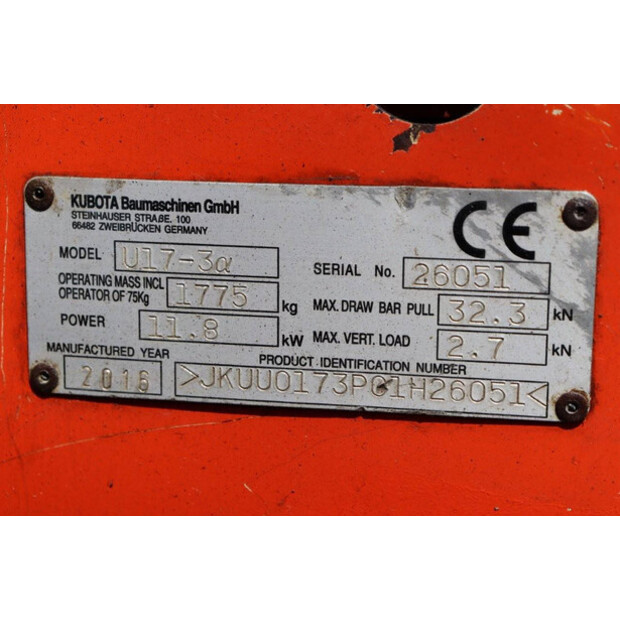 KUBOTA Baumaschinen GmbH
STEINHAUSER STRAßE. 100
66482 ZWEIBRÜCKEN GERMANY
CE
MODEL U17-3α
SERIAL No. 26051
OPERATING MASS INCL
OPERATOR OF 75Kg 1775 kg
MAX. DRAW BAR PULL 32.3 kN
POWER 11.8 kW
MAX. VERT. LOAD 2.7 kN
MANUFACTURED YEAR
2016
PRODUCT IDENTIFICATION NUMBER
>JKUU0173P01H26051<